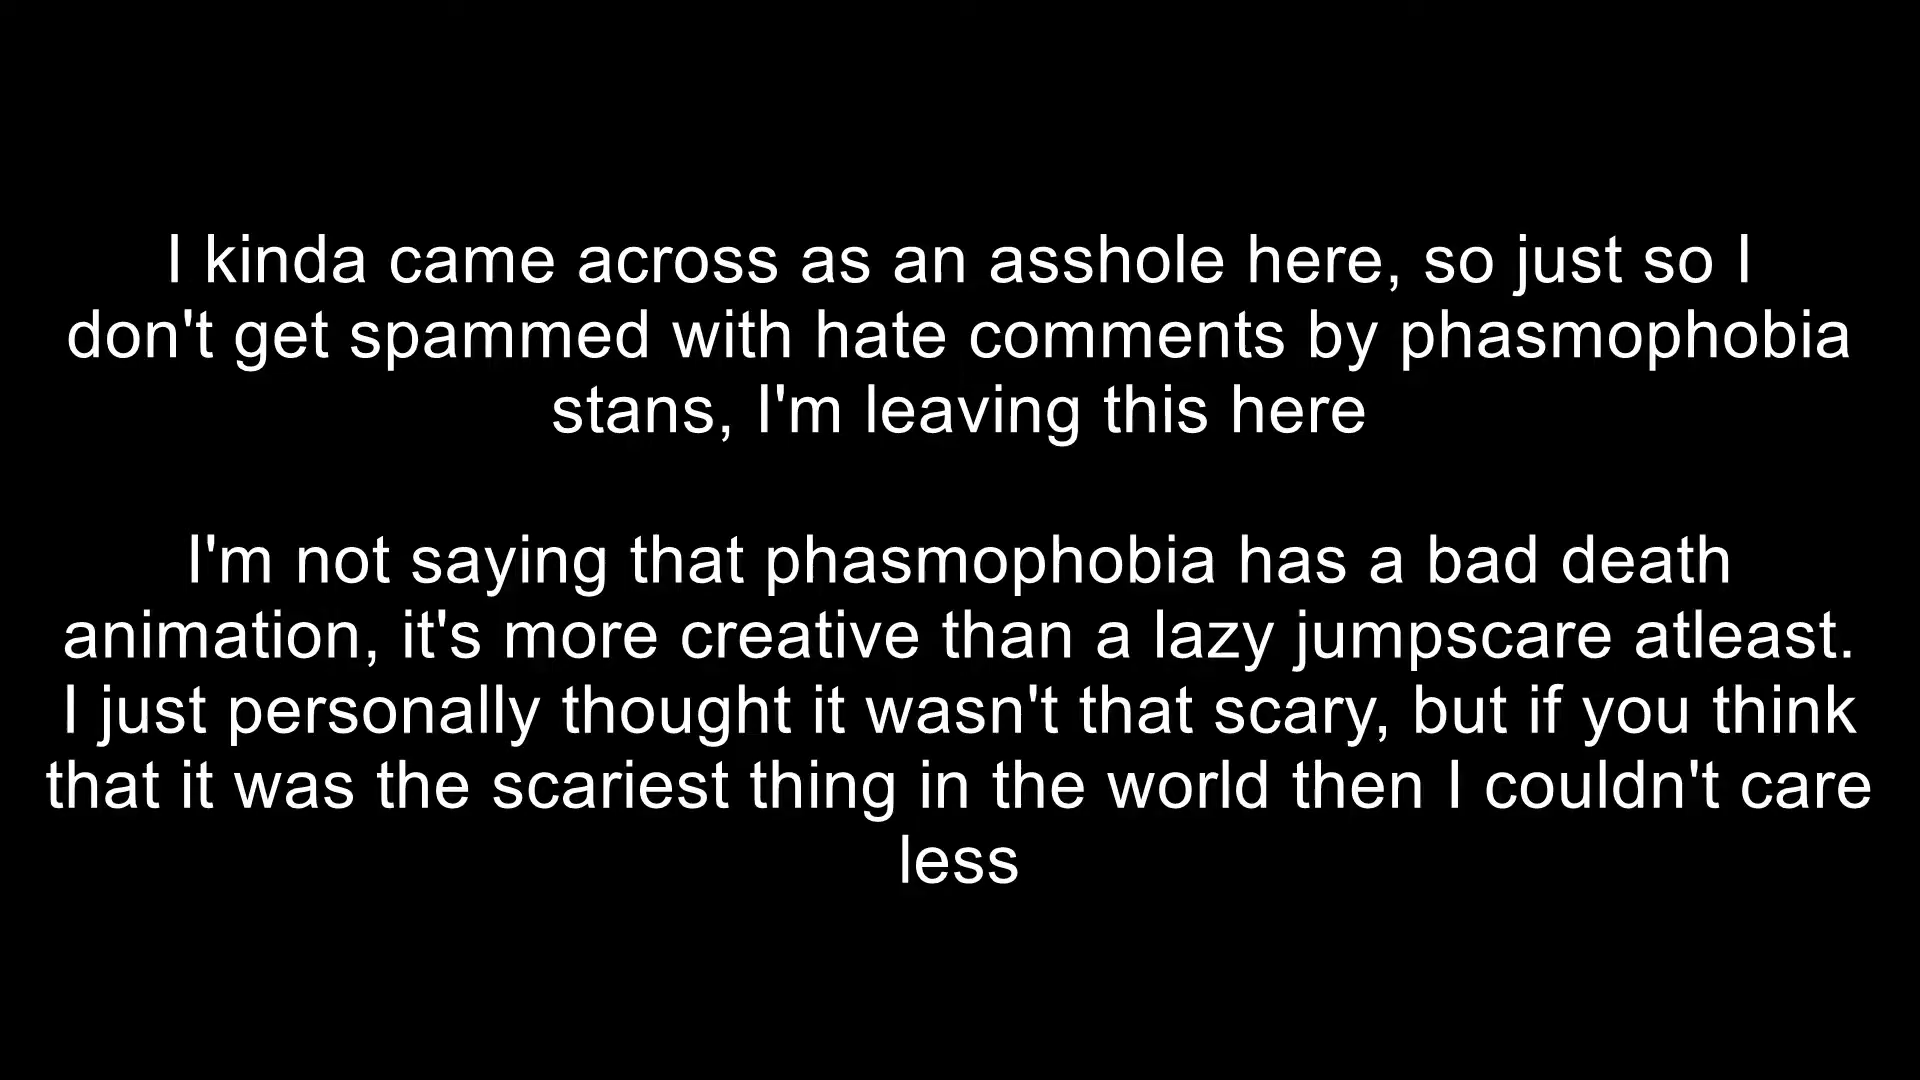 I kinda came across as an asshole here, so just so I
don't get spammed with hate comments by phasmophobia
stans, I'm leaving this here
I'm not saying that phasmophobia has a bad death
animation, it's more creative than a lazy jumpscare atleast.
I just personally thought it wasn't that scary, but if you think
that it was the scariest thing in the world then I couldn't care
less